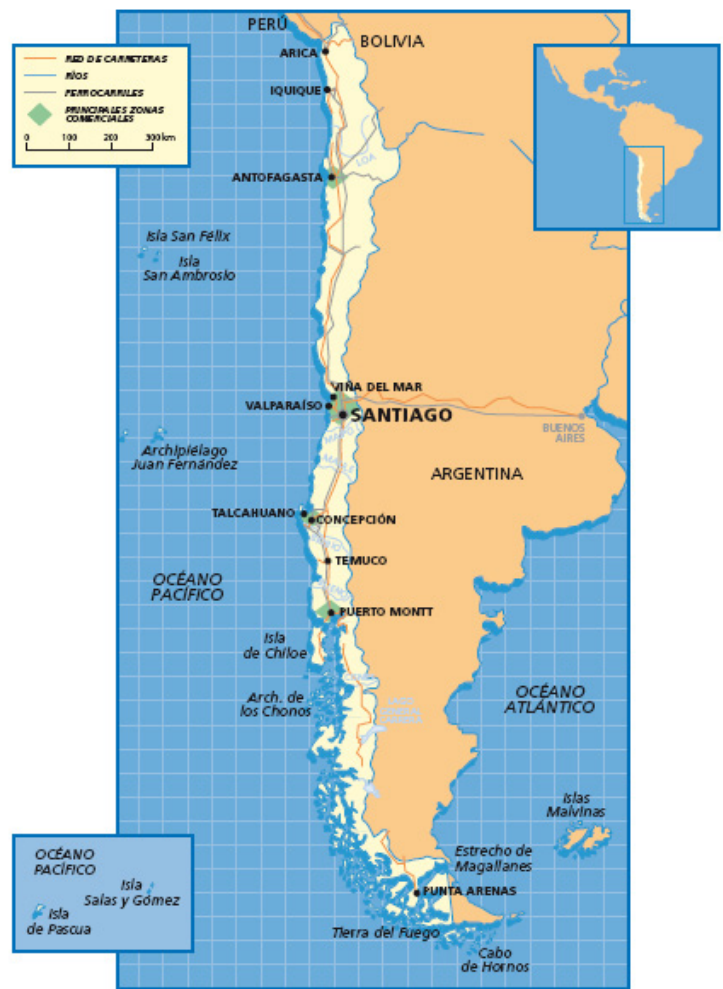 PERÚ
BOLIVIA
ARICA
RED DE CARRETERAS
RÍOS
FERROCARRILES
PRINCIPALES ZONAS
COMERCIALES
0 100 200 300 km
IQUIQUE
LOA
ANTOFAGASTA
Isla San Félix
Isla
San Ambrosio
VIÑA DEL MAR
VALPARAÍSO
SANTIAGO
BUENOS
AIRES
MAIPO
MAULE
Archipiélago
Juan Fernández
ARGENTINA
TALCAHUANO
CONCEPCIÓN
TEMUCO
OCÉANO
PACÍFICO
PUERTO MONTT
Isla
de Chiloe
Arch. de
los Chonos
OCÉANO
ATLÁNTICO
Islas
Malvinas
Estrecho de
Magallanes
PUNTA ARENAS
Tierra del Fuego
Cabo
de Hornos
OCÉANO
PACÍFICO
Isla
Salas y Gómez
Isla
de Pascua